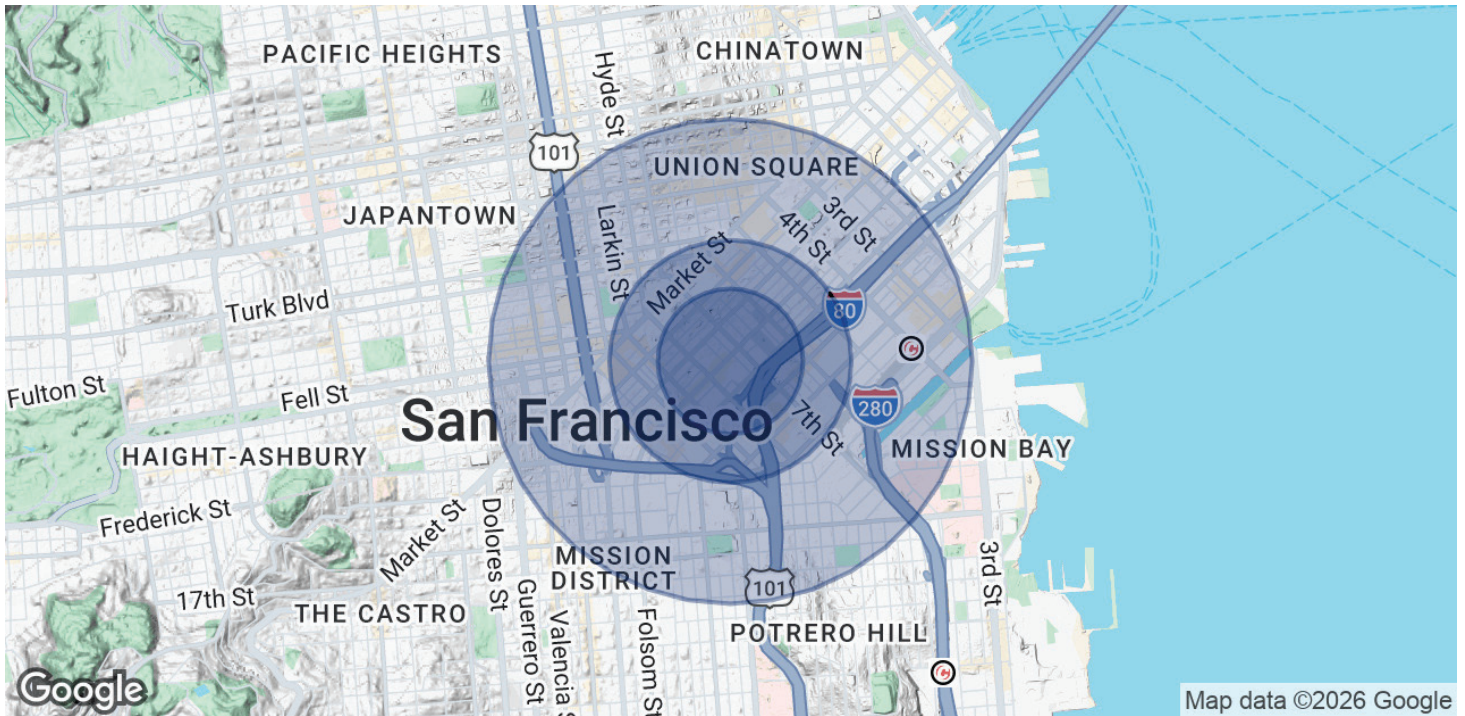 PACIFIC HEIGHTS
CHINATOWN
Hyde St
101
UNION SQUARE
JAPANTOWN
Larkin St
3rd St
4th St
Market St
Turk Blvd
80
Fulton St
Fell St
San Francisco
280
7th St
HAIGHT-ASHBURY
MISSION BAY
Frederick St
Market St
Dolores St
MISSION
DISTRICT
3rd St
17th St
THE CASTRO
Guerrero St
Valencia S
Folsom St
101
POTRERO HILL
Google
Map data ©2026 Google